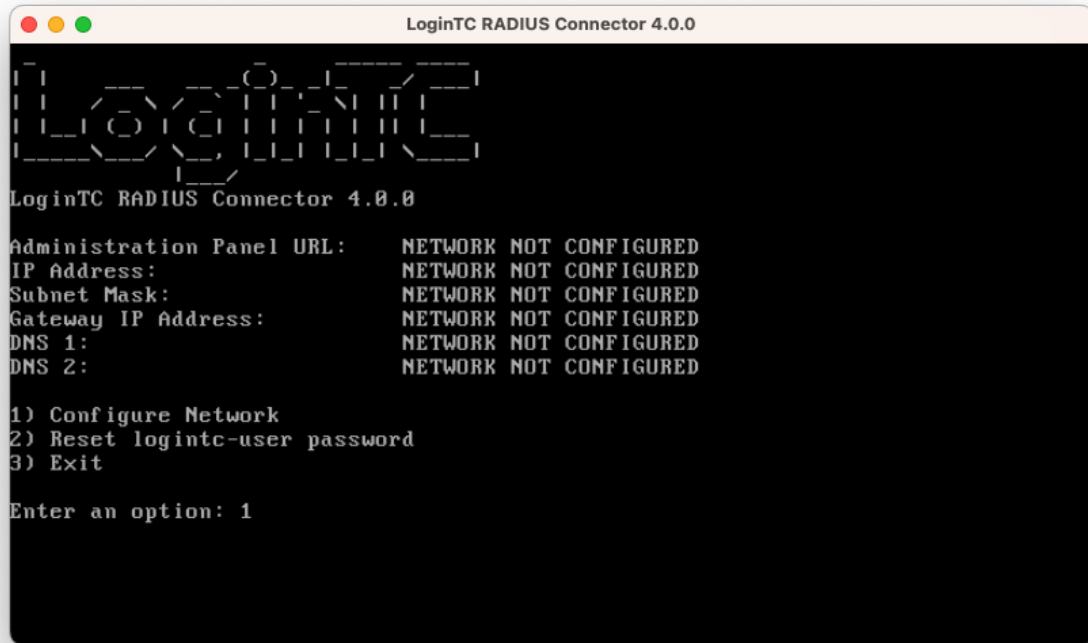 LoginTC RADIUS Connector 4.0.0
LoginTC
LoginTC RADIUS Connector 4.0.0
Administration Panel URL: NETWORK NOT CONFIGURED
IP Address: NETWORK NOT CONFIGURED
Subnet Mask: NETWORK NOT CONFIGURED
Gateway IP Address: NETWORK NOT CONFIGURED
DNS 1: NETWORK NOT CONFIGURED
DNS 2: NETWORK NOT CONFIGURED
1) Configure Network
2) Reset logintc-user password
3) Exit
Enter an option: 1